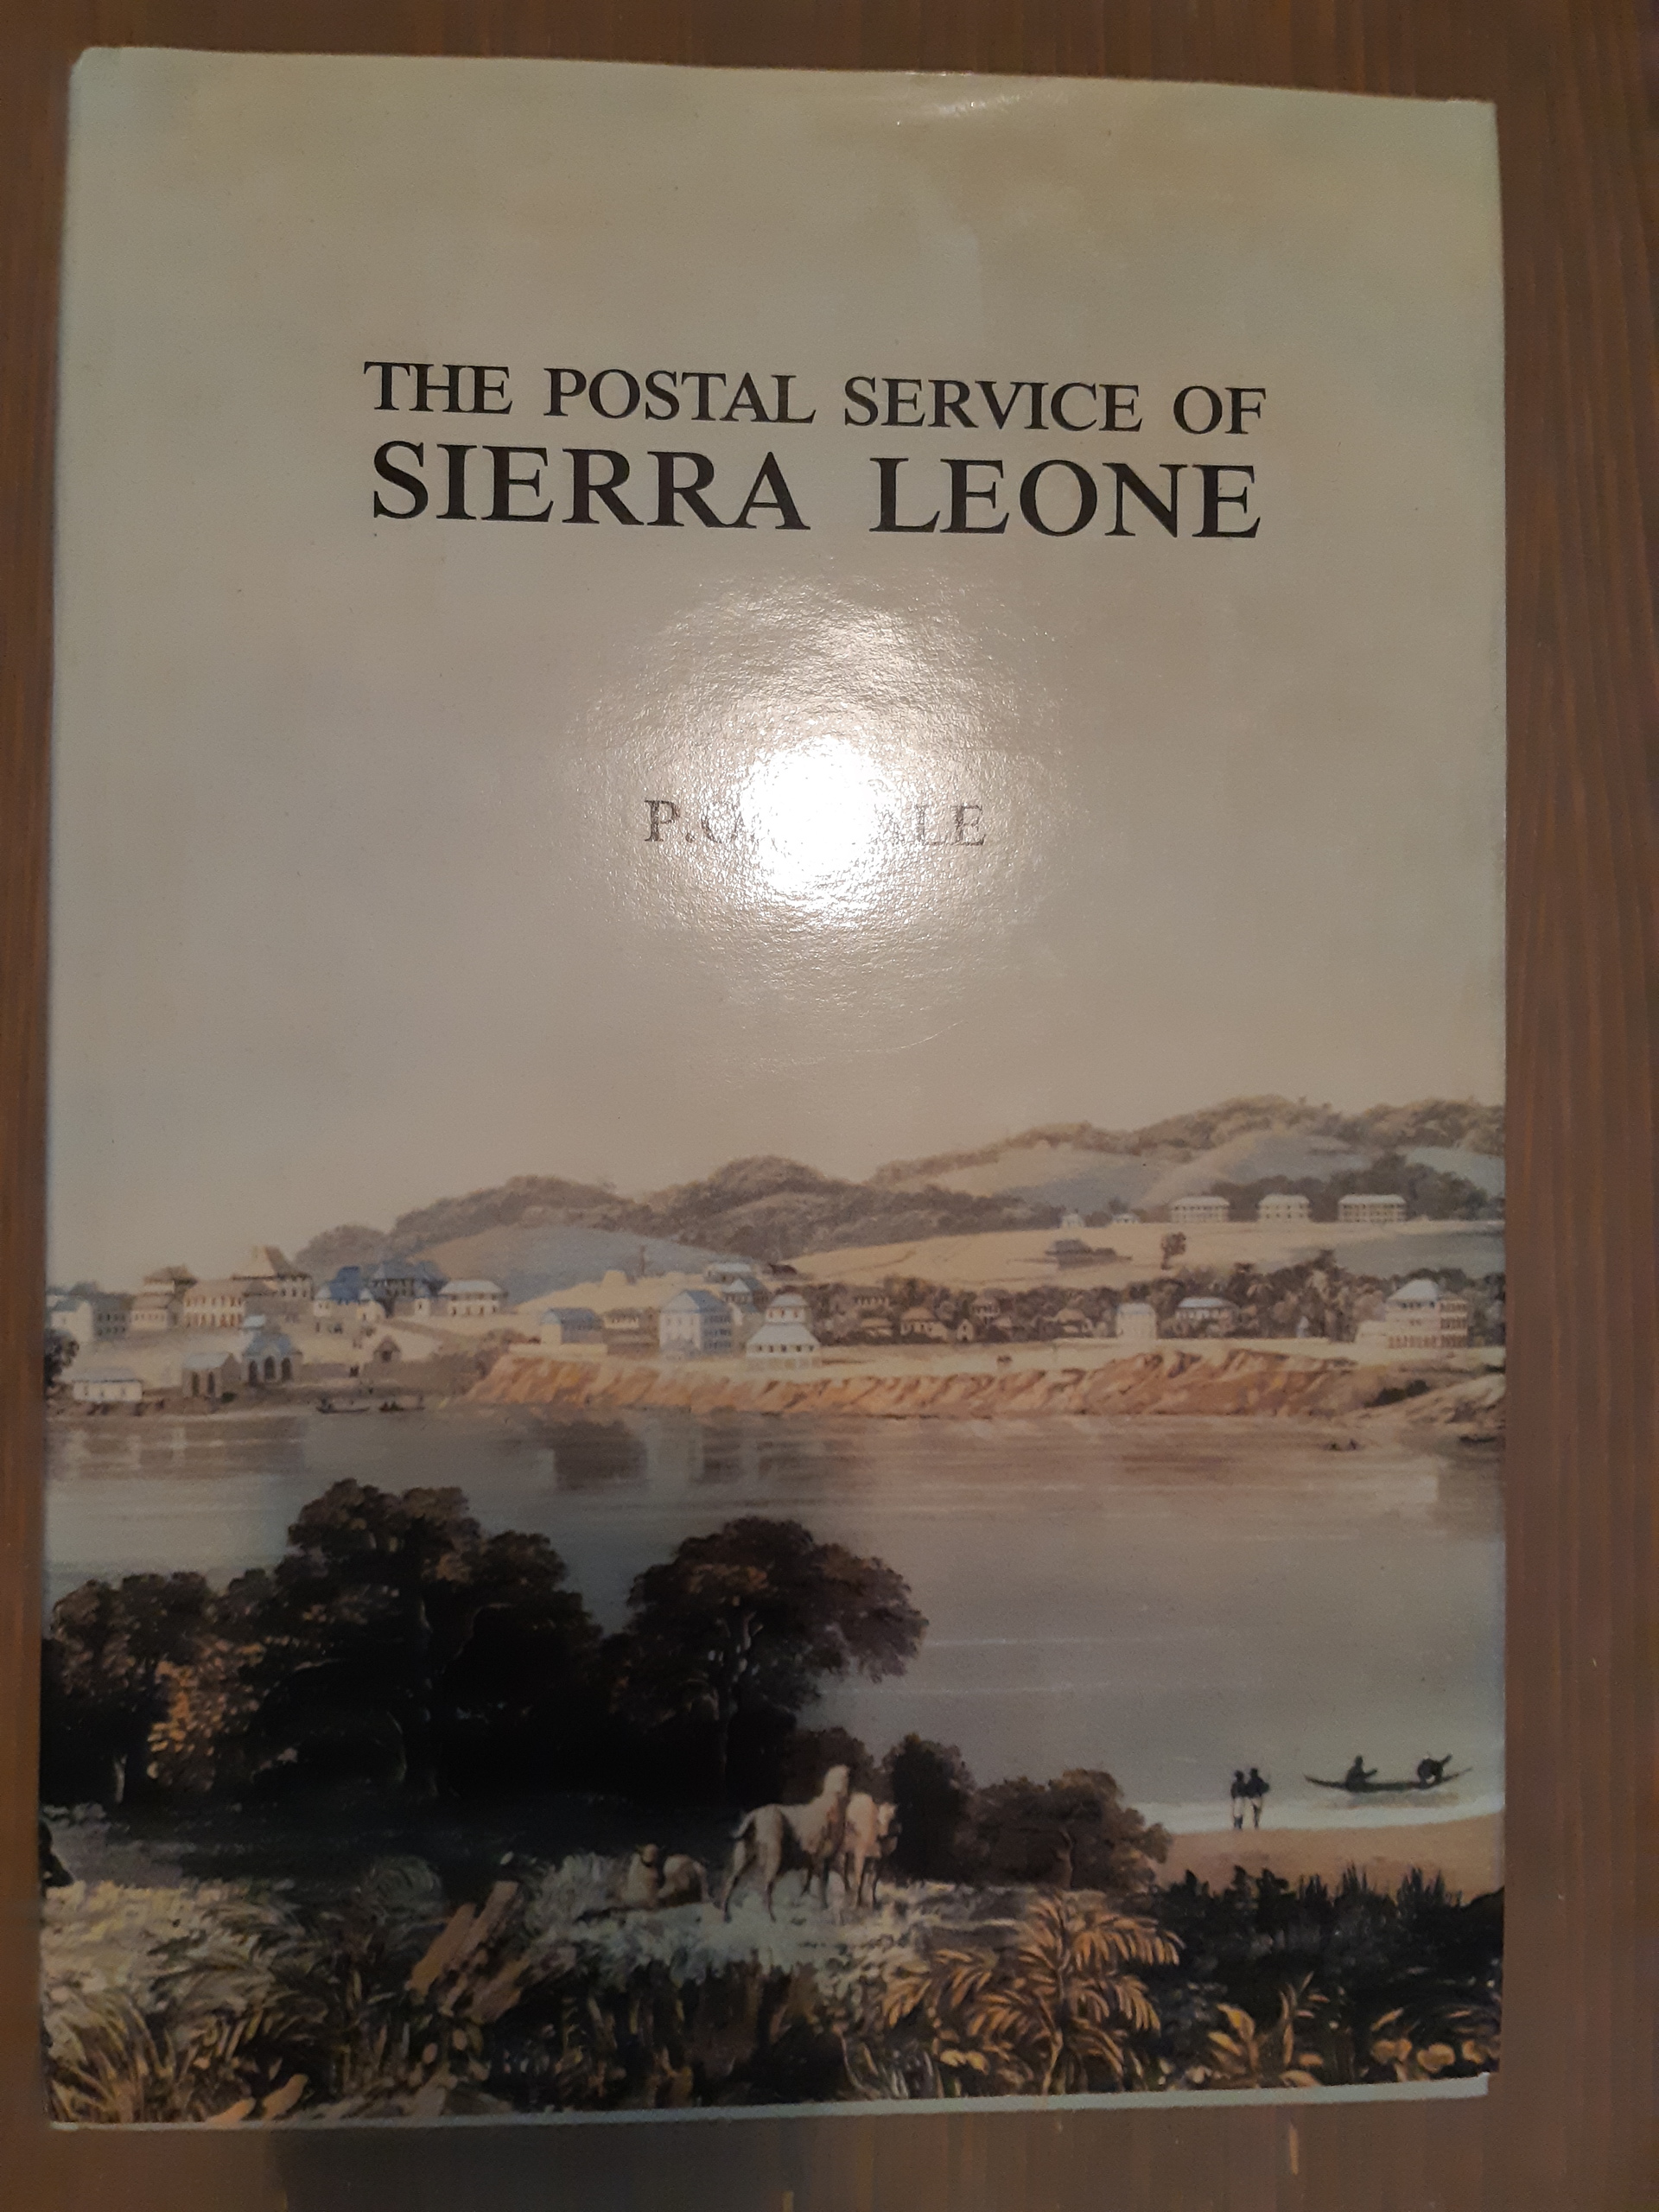 THE POSTAL SERVICE OF
SIERRA LEONE